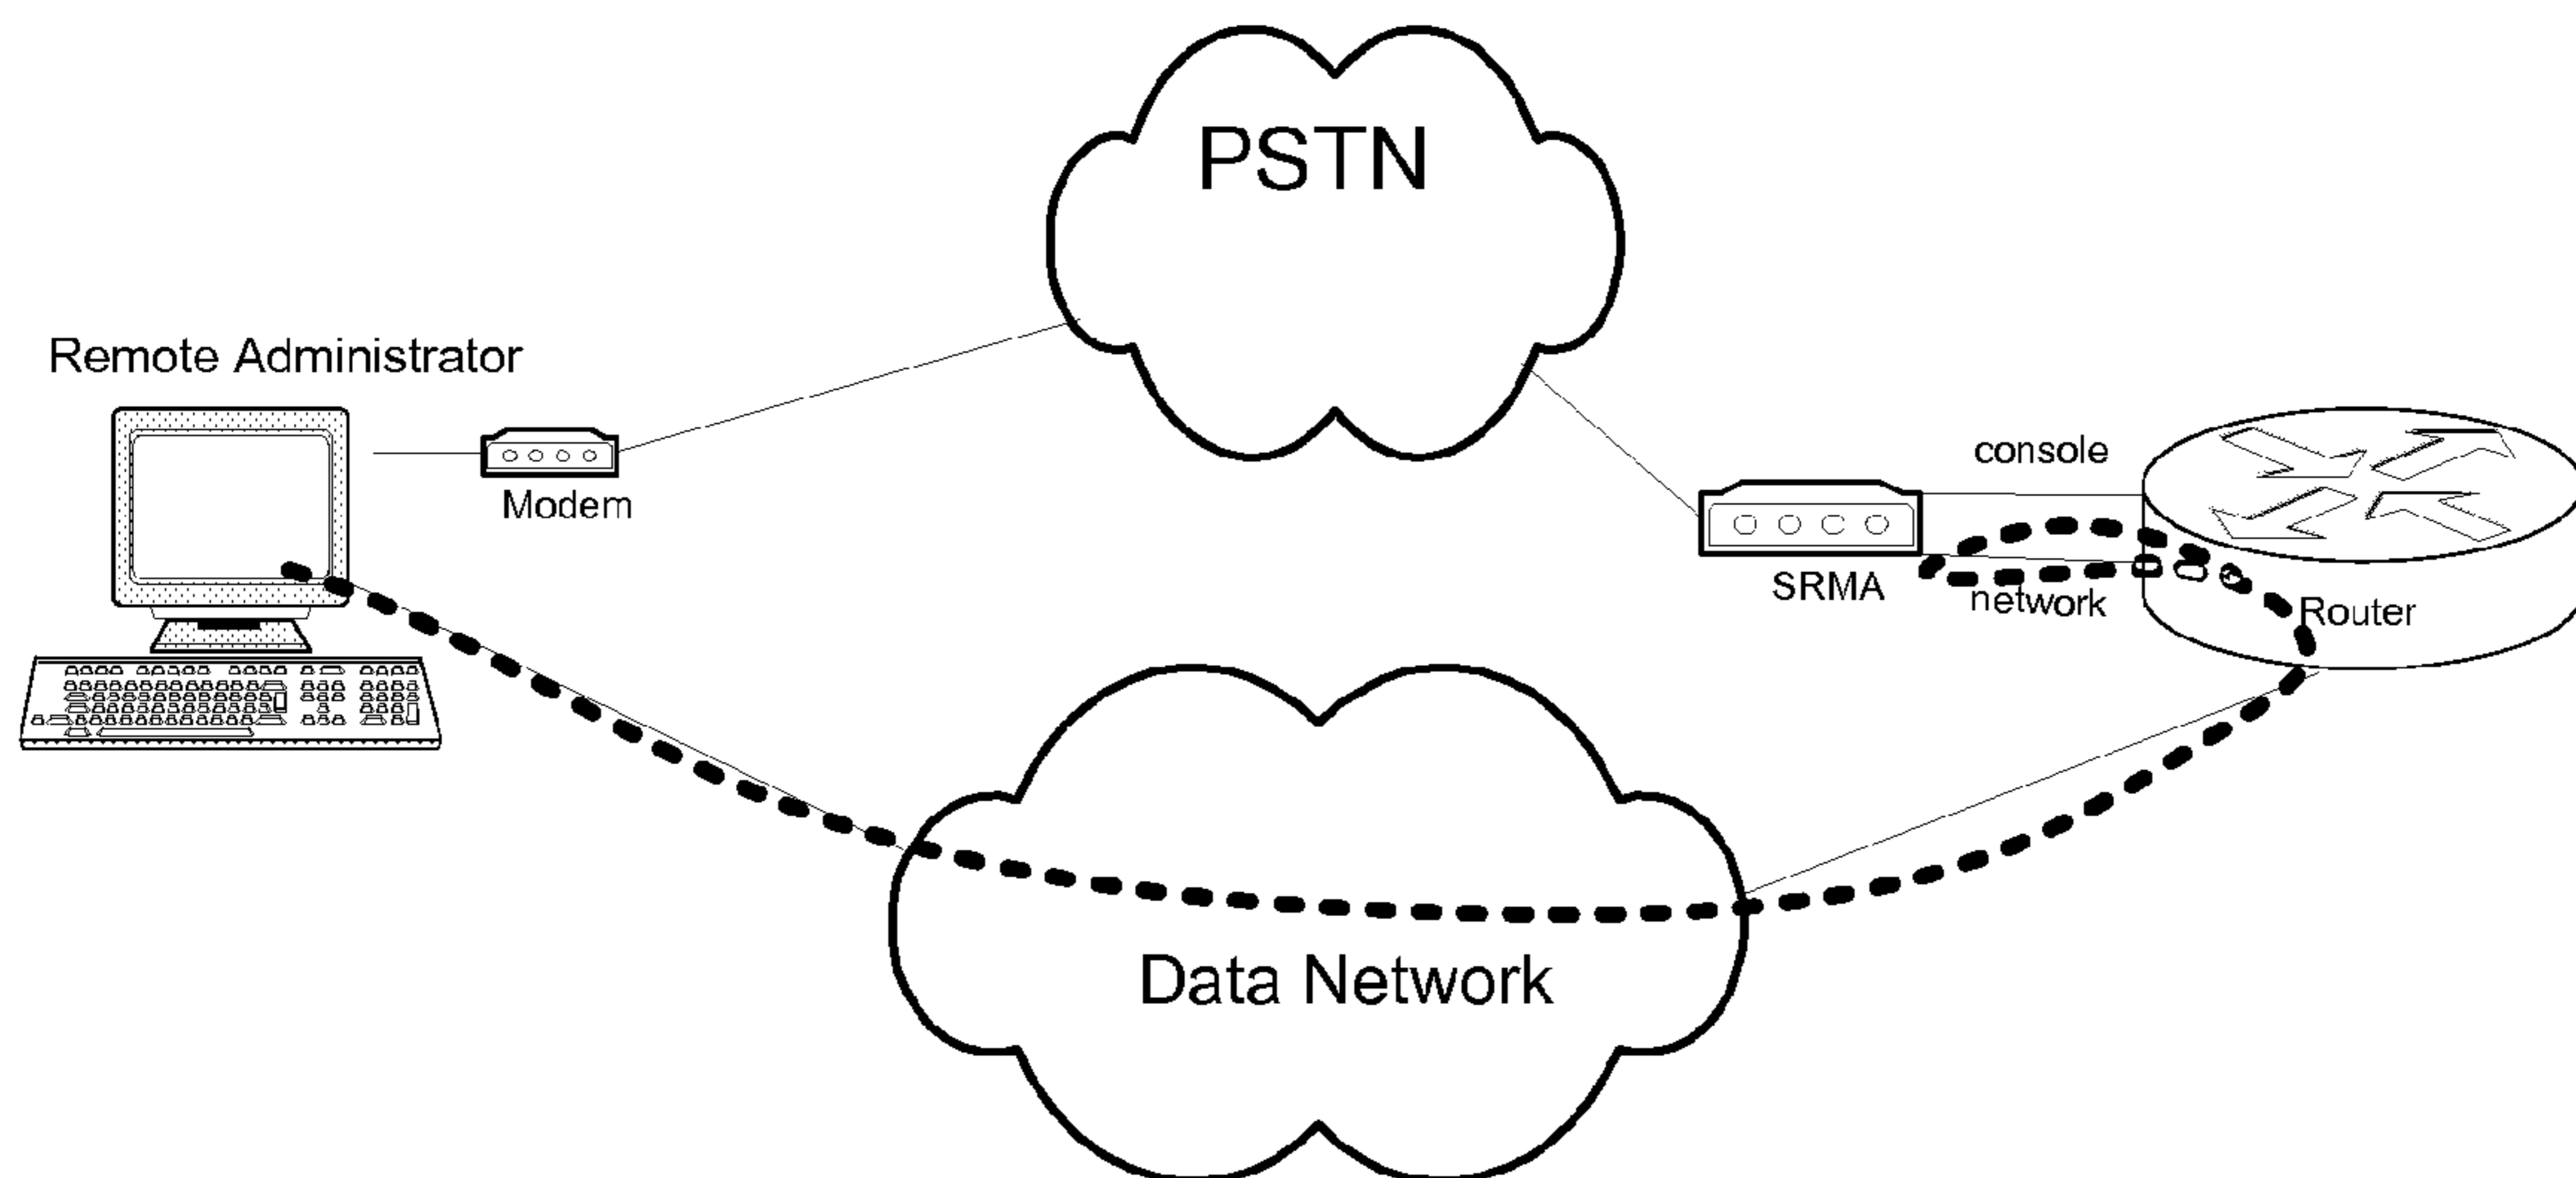 PSTN
Remote Administrator
Modem
console
SRMA
network
Router
Data Network